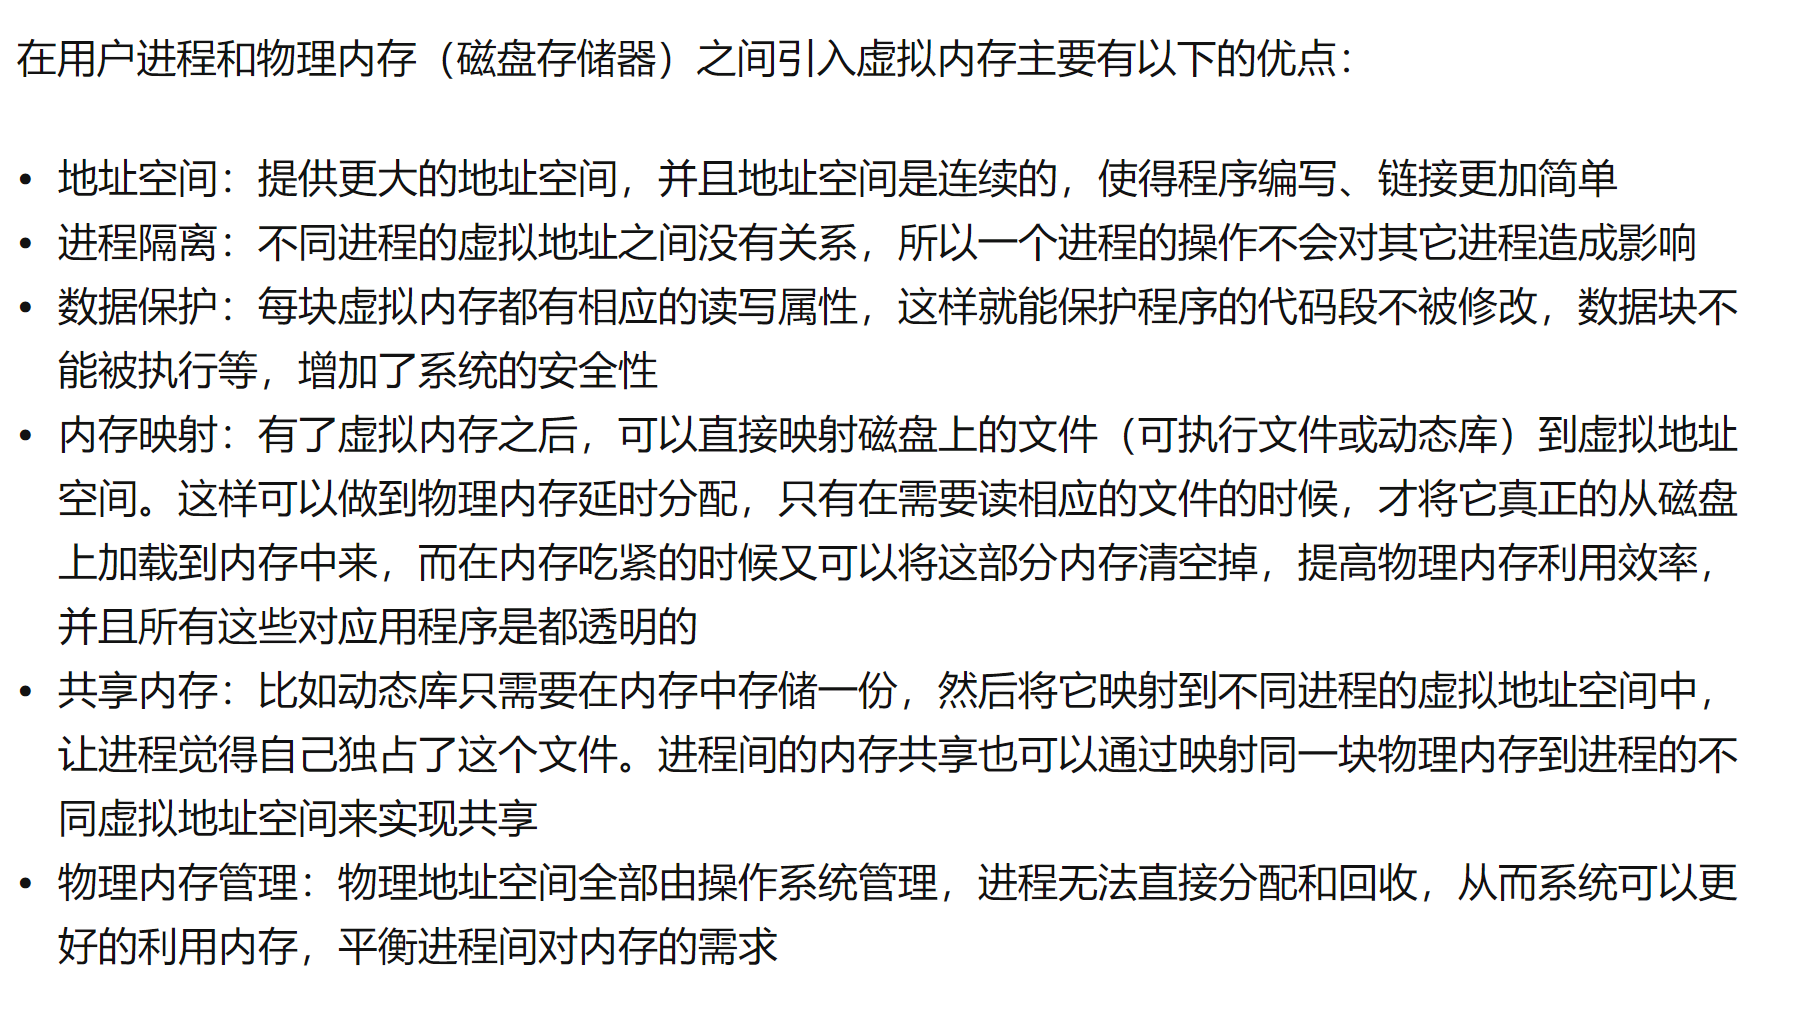 在用户进程和物理内存（磁盘存储器）之间引入虚拟内存主要有以下的优点：
• 地址空间：提供更大的地址空间，并且地址空间是连续的，使得程序编写、链接更加简单
• 进程隔离：不同进程的虚拟地址之间没有关系，所以一个进程的操作不会对其它进程造成影响
• 数据保护：每块虚拟内存都有相应的读写属性，这样就能保护程序的代码段不被修改，数据块不
能被执行等，增加了系统的安全性
• 内存映射：有了虚拟内存之后，可以直接映射磁盘上的文件（可执行文件或动态库）到虚拟地址
空间。这样可以做到物理内存延时分配，只有在需要读相应的文件的时候，才将它真正的从磁盘
上加载到内存中来，而在内存吃紧的时候又可以将这部分内存清空掉，提高物理内存利用效率，
并且所有这些对应用程序是都透明的
• 共享内存：比如动态库只需要在内存中存储一份，然后将它映射到不同进程的虚拟地址空间中，
让进程觉得自己独占了这个文件。进程间的内存共享也可以通过映射同一块物理内存到进程的不
同虚拟地址空间来实现共享
• 物理内存管理：物理地址空间全部由操作系统管理，进程无法直接分配和回收，从而系统可以更
好的利用内存，平衡进程间对内存的需求